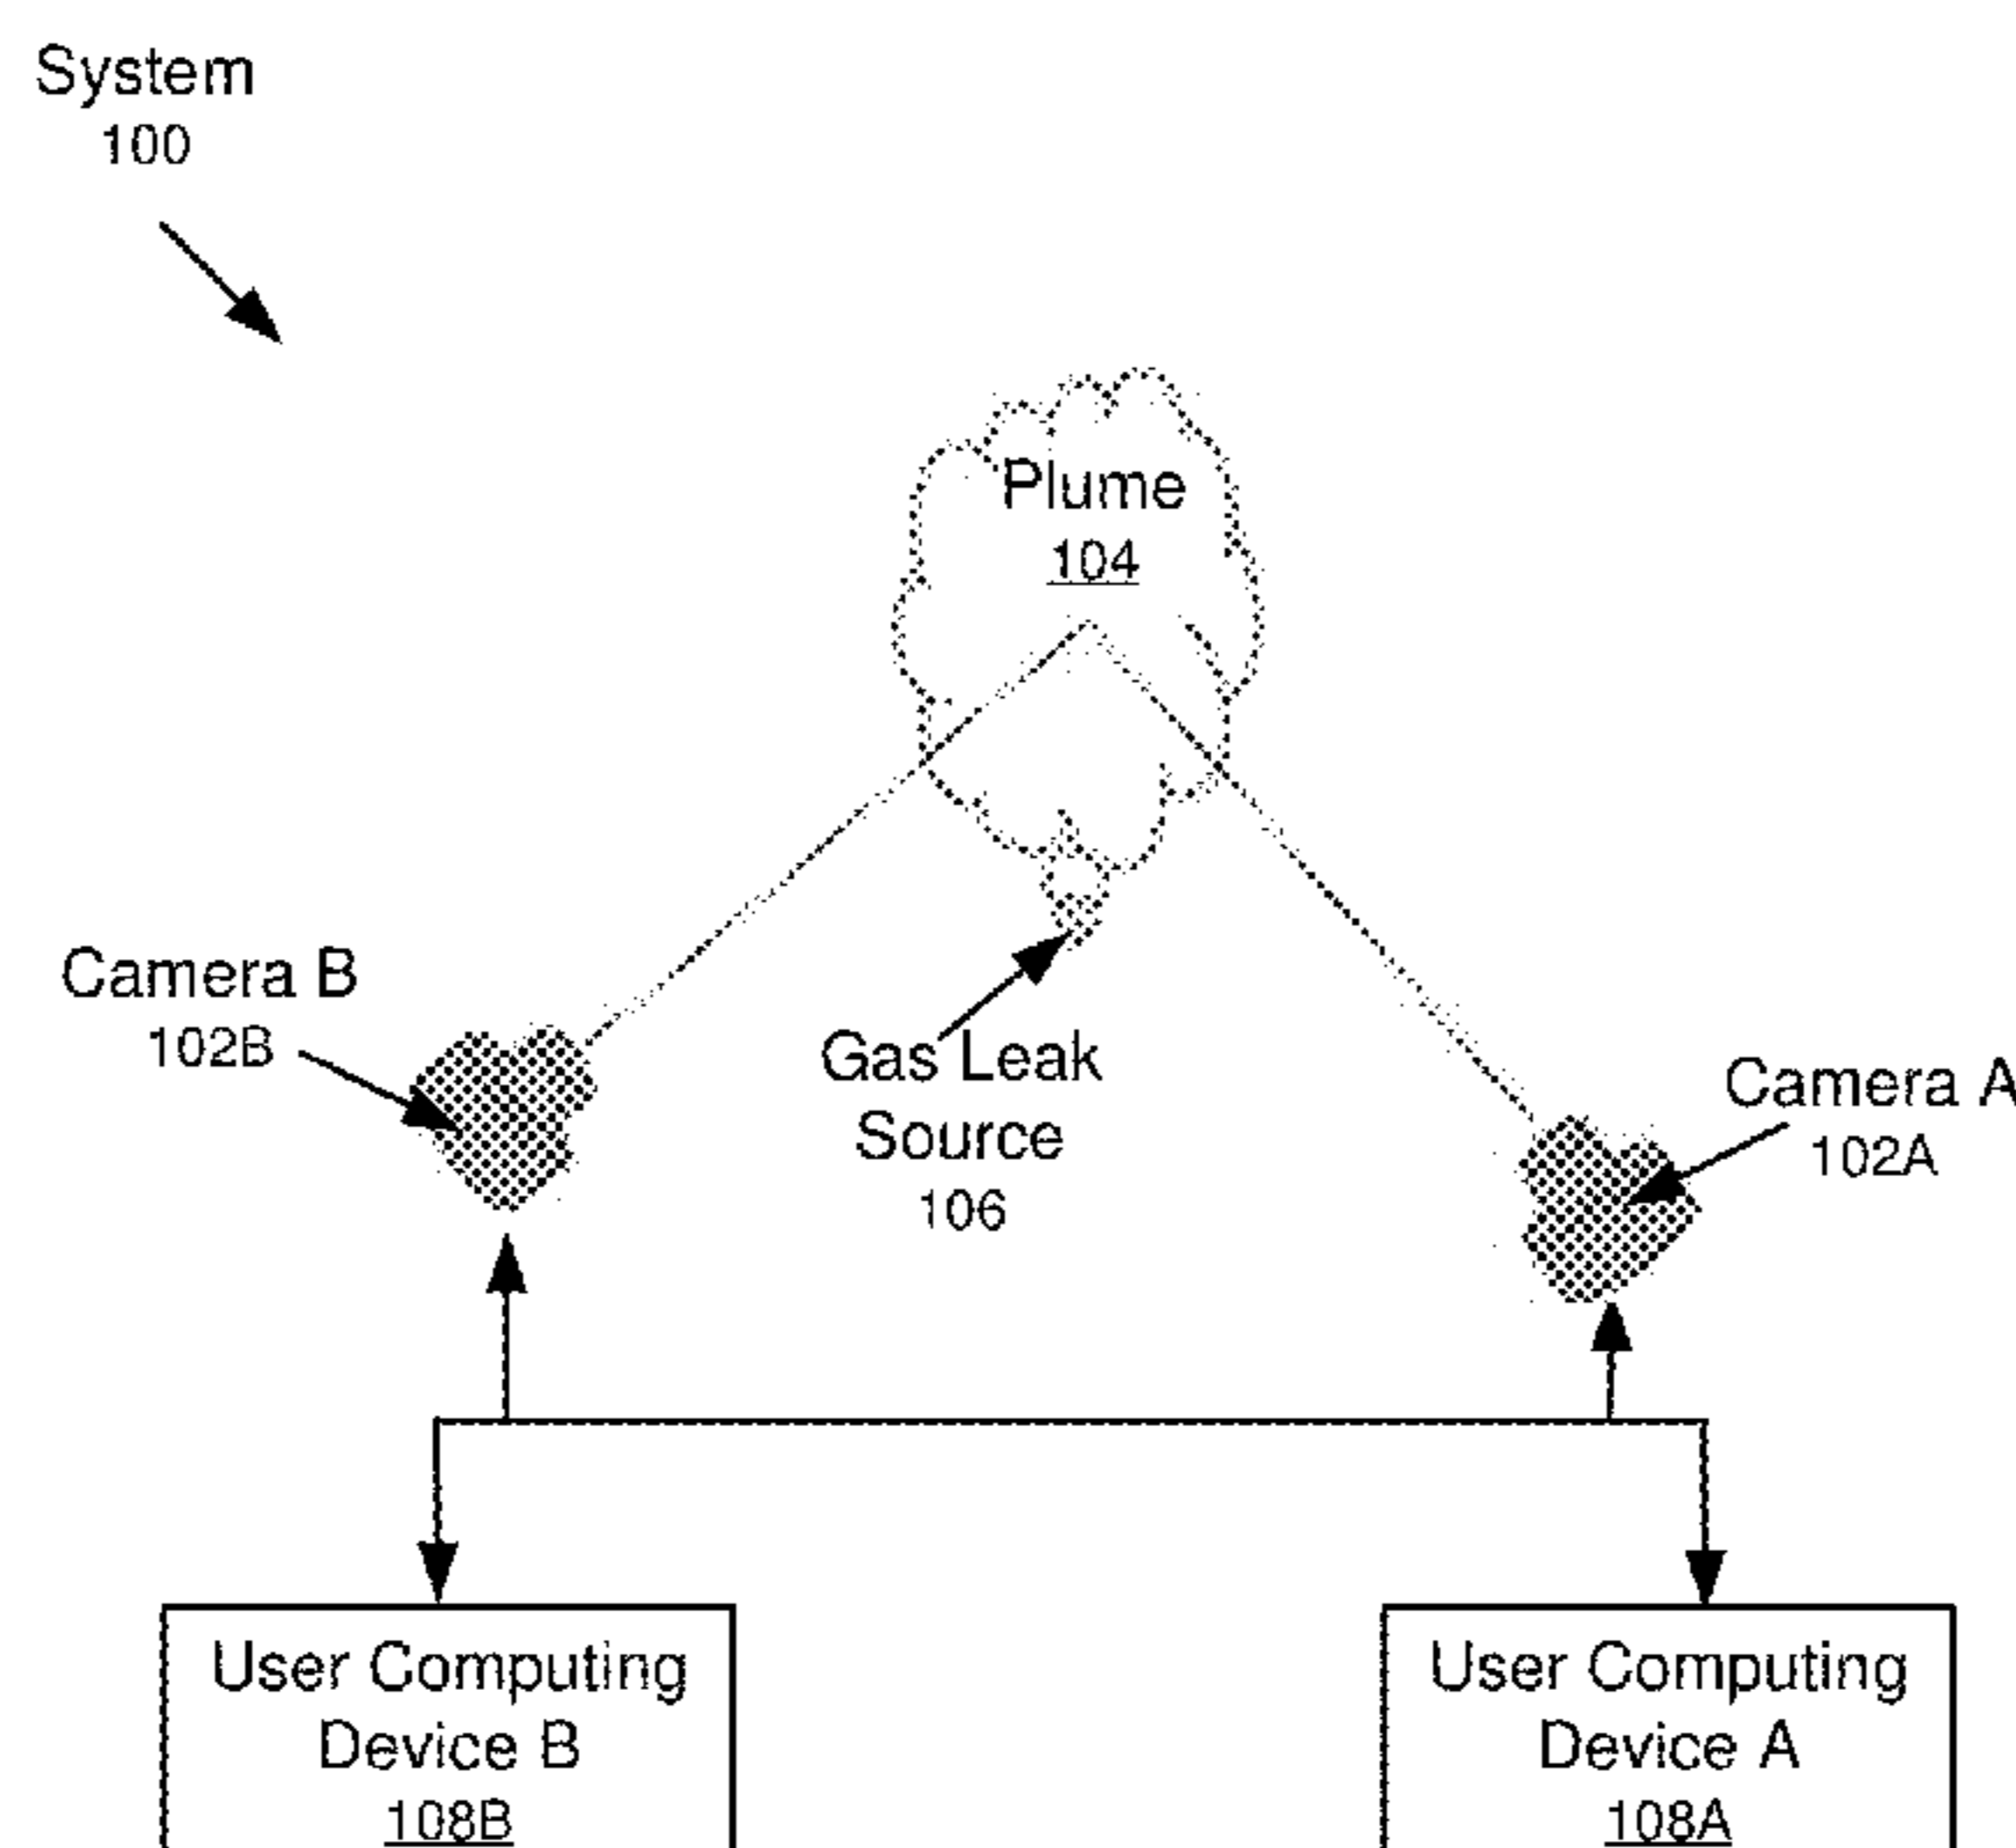 System
100
Plume
104
Camera B
102B
Gas Leak
Source
106
Camera A
102A
User Computing
Device B
108B
User Computing
Device A
108A